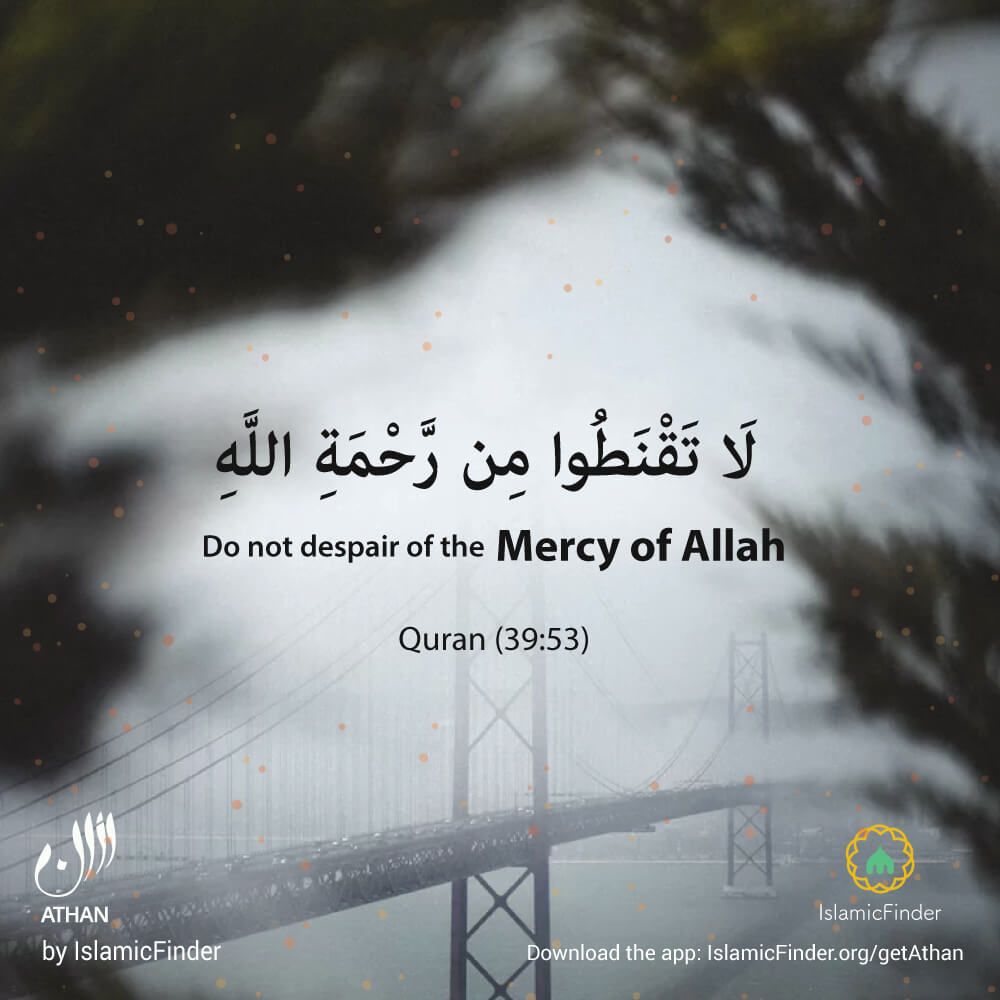 لَا تَقْنَطُوا مِن رَّحْمَةِ اللَّهِ
Do not despair of the Mercy of Allah
Quran (39:53)
ATHAN
by IslamicFinder
IslamicFinder
Download the app: IslamicFinder.org/getAthan